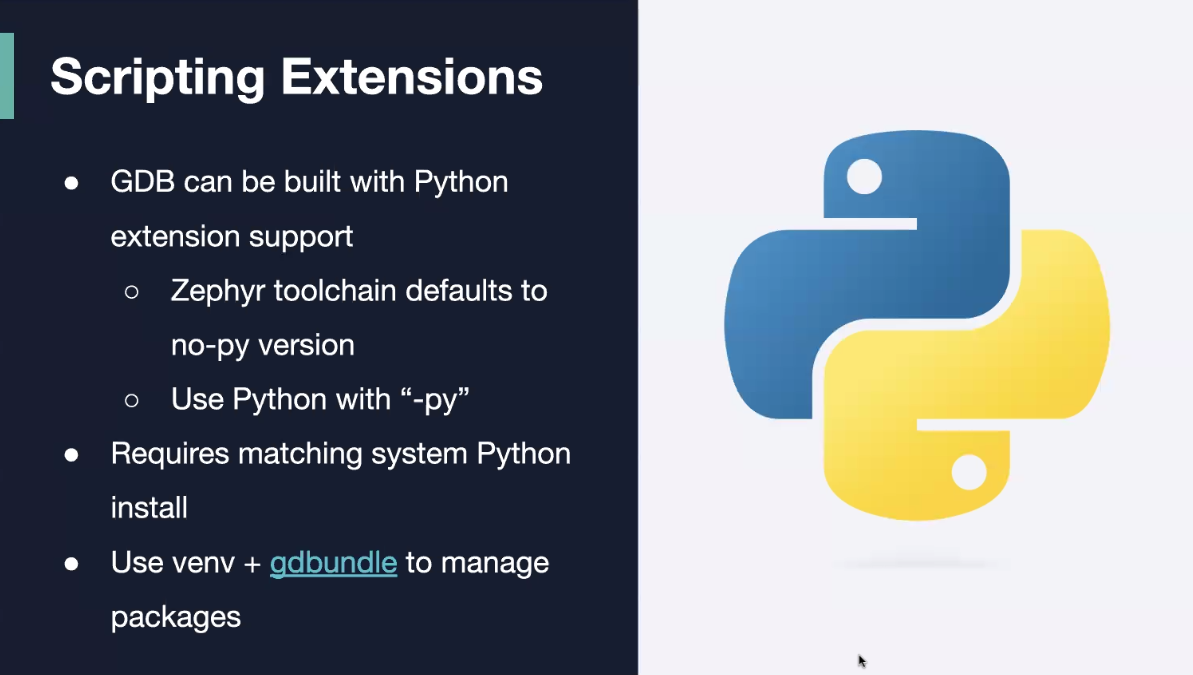 Scripting Extensions
● GDB can be built with Python
extension support
○ Zephyr toolchain defaults to
no-py version
○ Use Python with “-py”
● Requires matching system Python
install
● Use venv + gdbundle to manage
packages